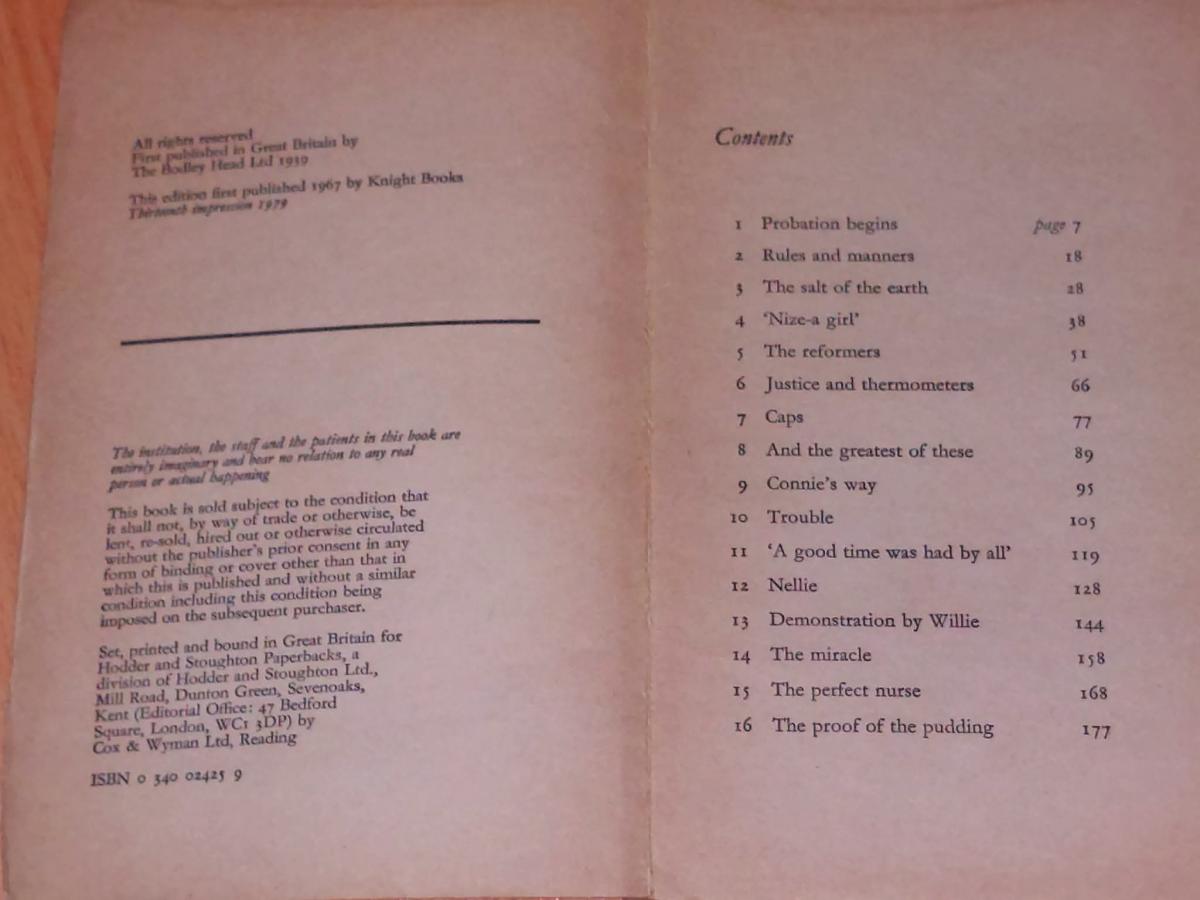 All rights reserved
First published in Great Britain by
The Bodley Head Ltd 1939
This edition first published 1967 by Knight Books
Thirteenth impression 1979
The institution, the staff and the patients in this book are
entirely imaginary and bear no relation to any real
person or actual happening
This book is sold subject to the condition that
it shall not, by way of trade or otherwise, be
lent, re-sold, hired out or otherwise circulated
without the publisher's prior consent in any
form of binding or cover other than that in
which this is published and without a similar
condition including this condition being
imposed on the subsequent purchaser.
Set, printed and bound in Great Britain for
Hodder and Stoughton Paperbacks, a
division of Hodder and Stoughton Ltd.,
Mill Road, Dunton Green, Sevenoaks,
Kent (Editorial Office: 47 Bedford
Square, London, WC1 3DP) by
Cox & Wyman Ltd, Reading
ISBN 0 340 02425 9
Contents
1 Probation begins page 7
2 Rules and manners 18
3 The salt of the earth 28
4 ‘Nize-a girl’ 38
5 The reformers 51
6 Justice and thermometers 66
7 Caps 77
8 And the greatest of these 89
9 Connie's way 95
10 Trouble 105
11 ‘A good time was had by all’ 119
12 Nellie 128
13 Demonstration by Willie 144
14 The miracle 158
15 The perfect nurse 168
16 The proof of the pudding 177